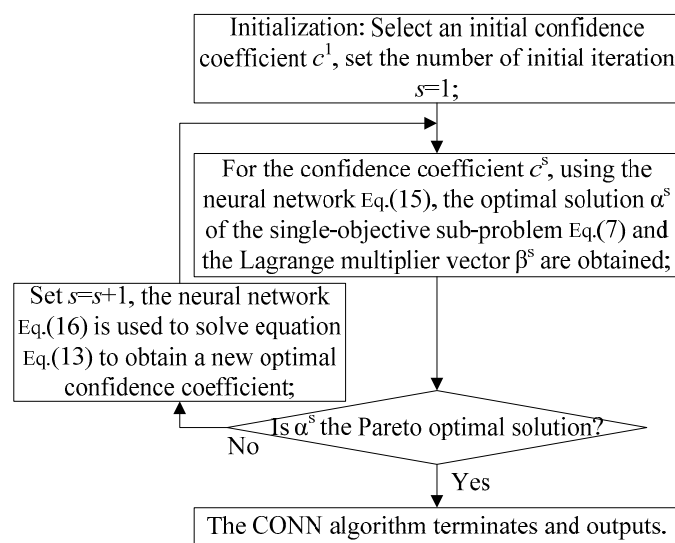 Initialization: Select an initial confidence
coefficient c¹, set the number of initial iteration
s=1;
For the confidence coefficient cˢ, using the
neural network Eq.(15), the optimal solution αˢ
of the single-objective sub-problem Eq.(7) and
the Lagrange multiplier vector βˢ are obtained;
Set s=s+1, the neural network
Eq.(16) is used to solve equation
Eq.(13) to obtain a new optimal
confidence coefficient;
Is αˢ the Pareto optimal solution?
No
Yes
The CONN algorithm terminates and outputs.